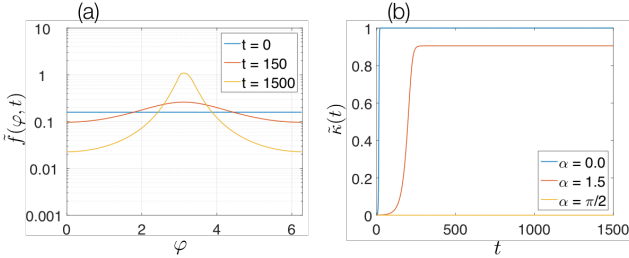 (a)
10
1
0.1
0.01
0.001
f̃(φ, t)
0 2 4 6
φ
t = 0
t = 150
t = 1500
(b)
1
0.8
0.6
0.4
0.2
0
κ̃(t)
0 500 1000 1500
t
α = 0.0
α = 1.5
α = π/2